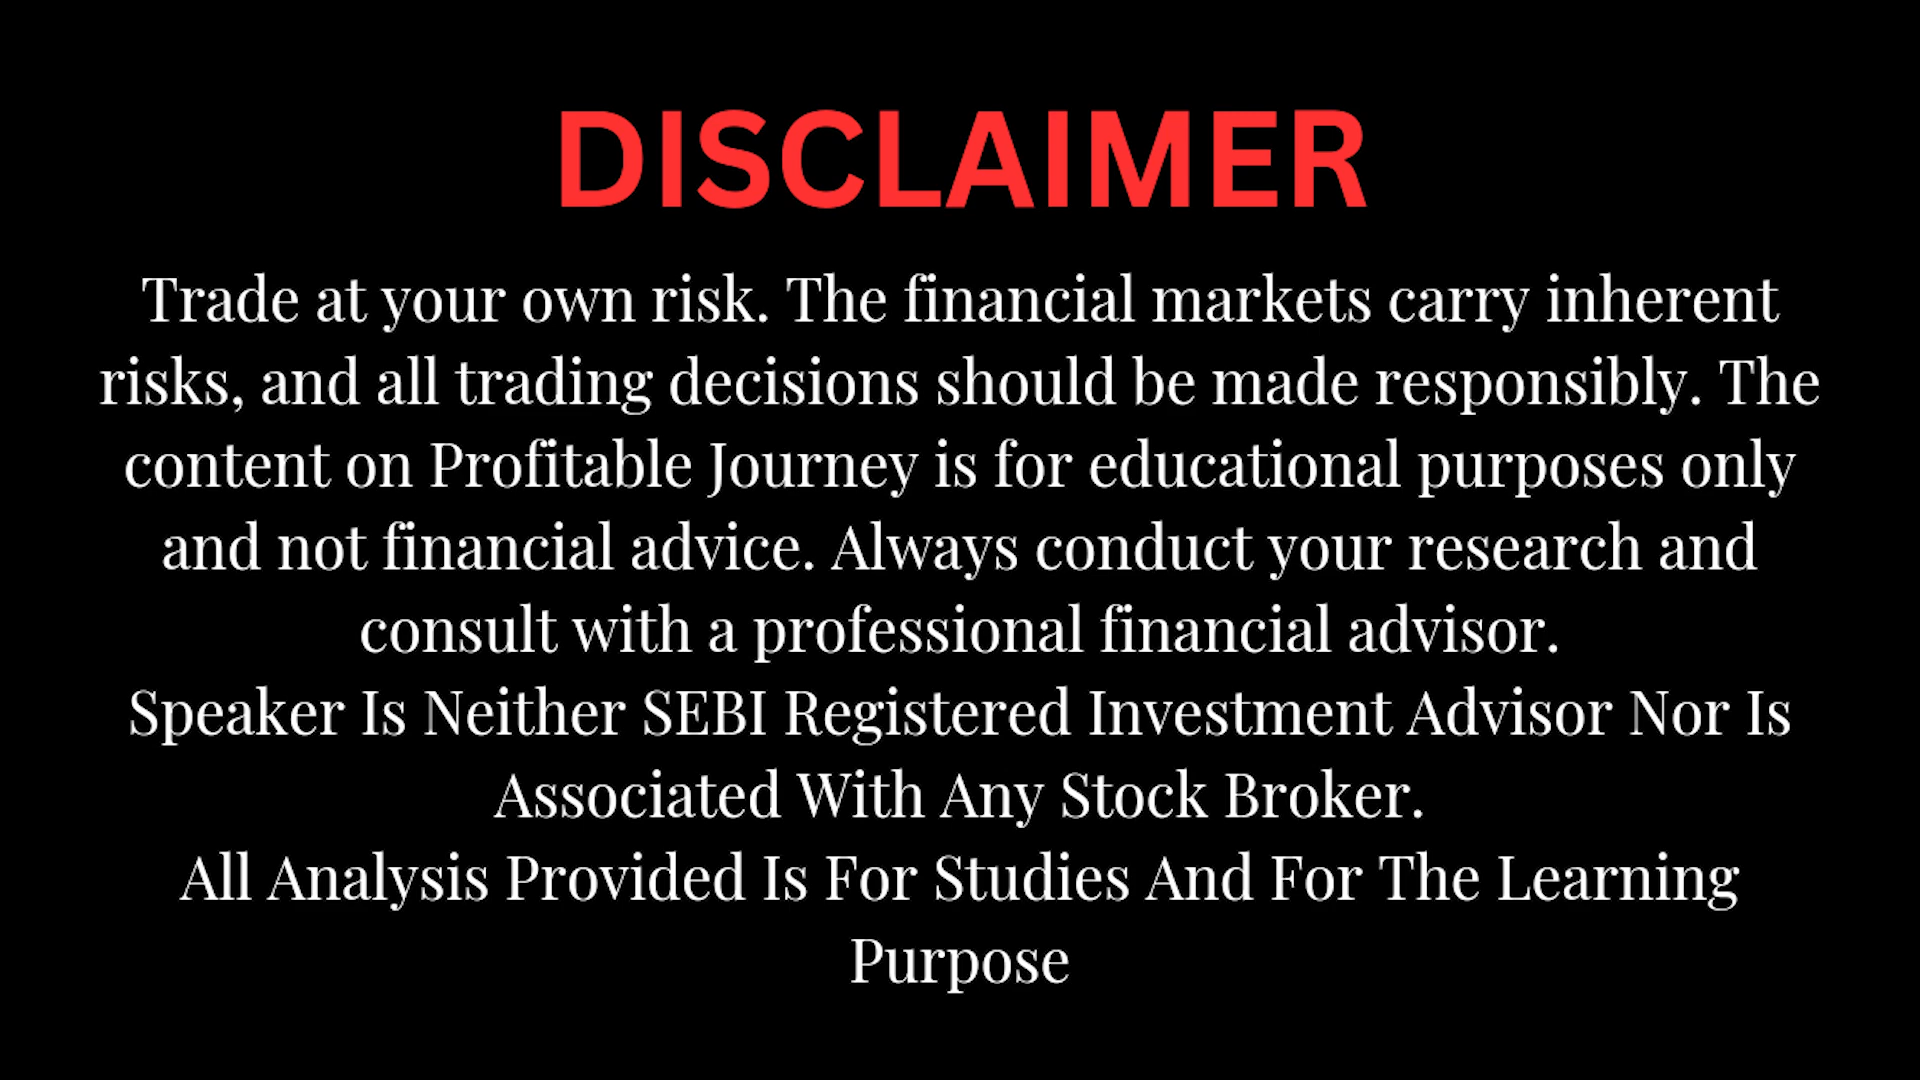 DISCLAIMER
Trade at your own risk. The financial markets carry inherent
risks, and all trading decisions should be made responsibly. The
content on Profitable Journey is for educational purposes only
and not financial advice. Always conduct your research and
consult with a professional financial advisor.
Speaker Is Neither SEBI Registered Investment Advisor Nor Is
Associated With Any Stock Broker.
All Analysis Provided Is For Studies And For The Learning
Purpose